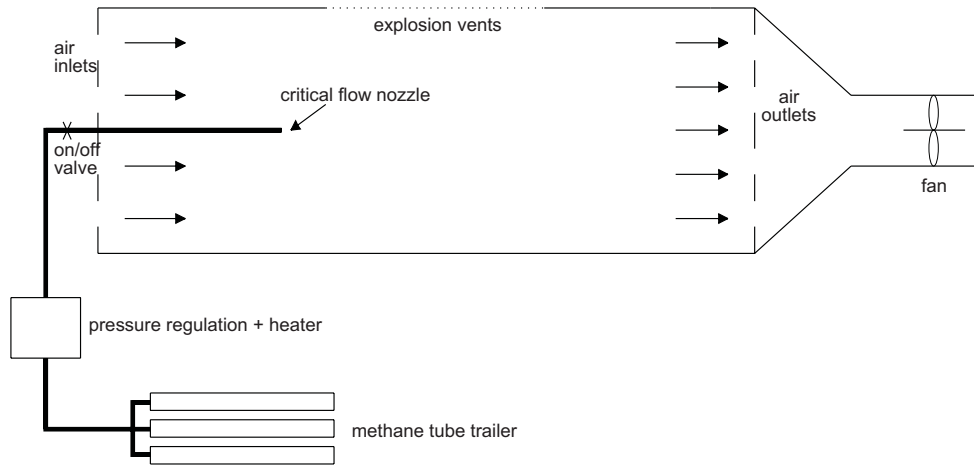 explosion vents
air
inlets
critical flow nozzle
air
outlets
on/off
valve
fan
pressure regulation + heater
methane tube trailer